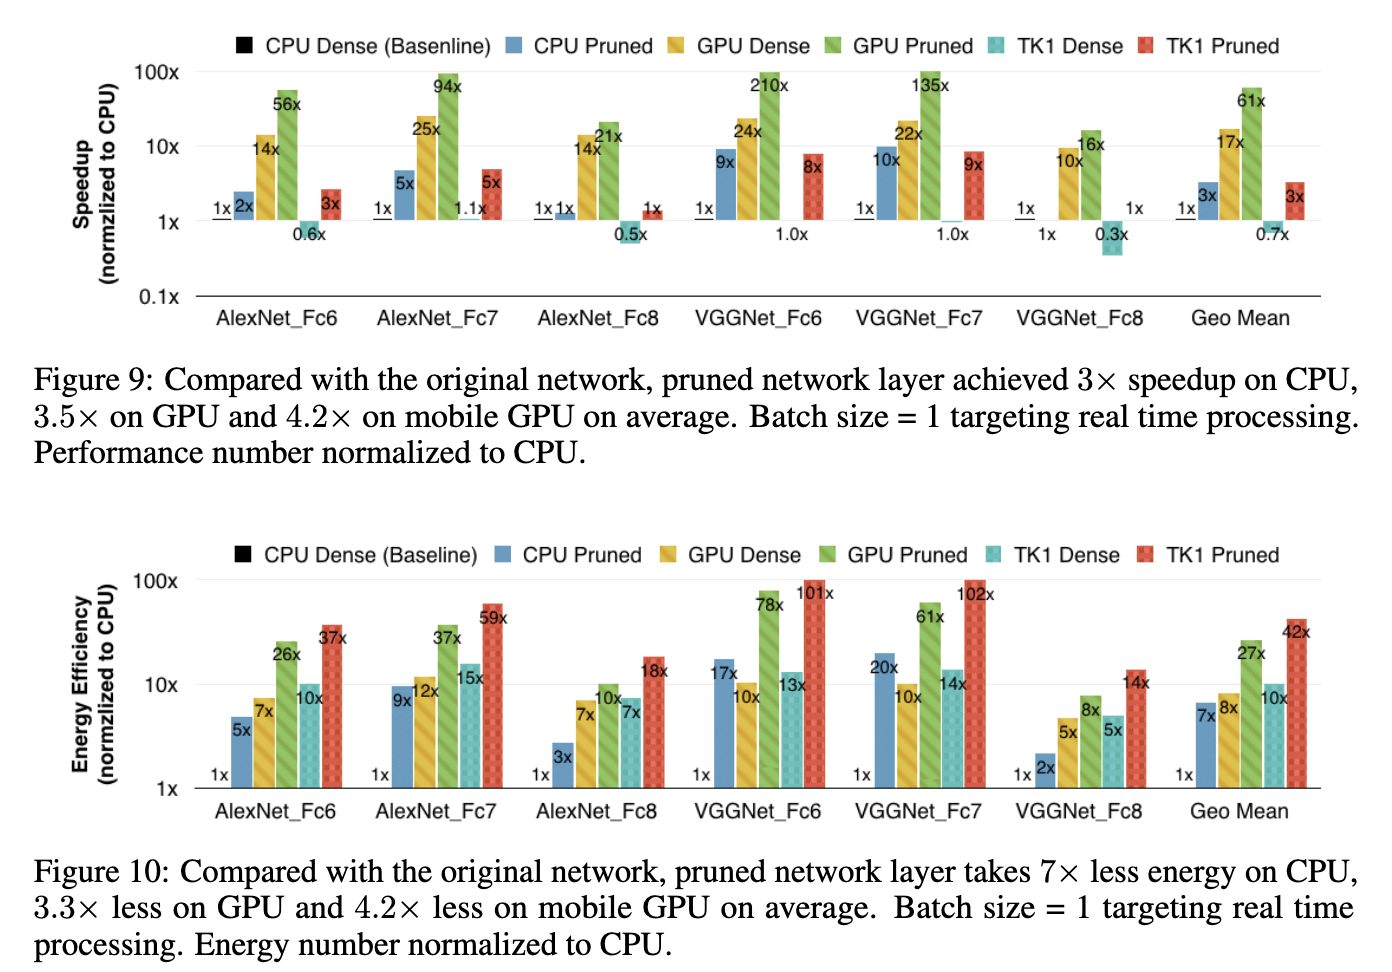 CPU Dense (Basenline) CPU Pruned GPU Dense GPU Pruned TK1 Dense TK1 Pruned
Speedup
(normzlized to CPU)
100x
10x
1x
0.1x
1x 2x 14x 56x 0.6x 3x
1x 5x 25x 94x 1.1x 5x
1x 1x 14x 21x 0.5x 1x
1x 9x 24x 210x 1.0x 8x
1x 10x 22x 135x 1.0x 9x
1x 1x 10x 16x 0.3x 1x
1x 3x 17x 61x 0.7x 3x
AlexNet_Fc6 AlexNet_Fc7 AlexNet_Fc8 VGGNet_Fc6 VGGNet_Fc7 VGGNet_Fc8 Geo Mean
Figure 9: Compared with the original network, pruned network layer achieved 3× speedup on CPU,
3.5× on GPU and 4.2× on mobile GPU on average. Batch size = 1 targeting real time processing.
Performance number normalized to CPU.
CPU Dense (Baseline) CPU Pruned GPU Dense GPU Pruned TK1 Dense TK1 Pruned
Energy Efficiency
(normzlized to CPU)
100x
10x
1x
1x 5x 7x 26x 10x 37x
1x 9x 12x 37x 15x 59x
1x 3x 7x 10x 7x 18x
1x 17x 10x 78x 13x 101x
1x 20x 10x 61x 14x 102x
1x 2x 5x 8x 5x 14x
1x 7x 8x 27x 10x 42x
AlexNet_Fc6 AlexNet_Fc7 AlexNet_Fc8 VGGNet_Fc6 VGGNet_Fc7 VGGNet_Fc8 Geo Mean
Figure 10: Compared with the original network, pruned network layer takes 7× less energy on CPU,
3.3× less on GPU and 4.2× less on mobile GPU on average. Batch size = 1 targeting real time
processing. Energy number normalized to CPU.